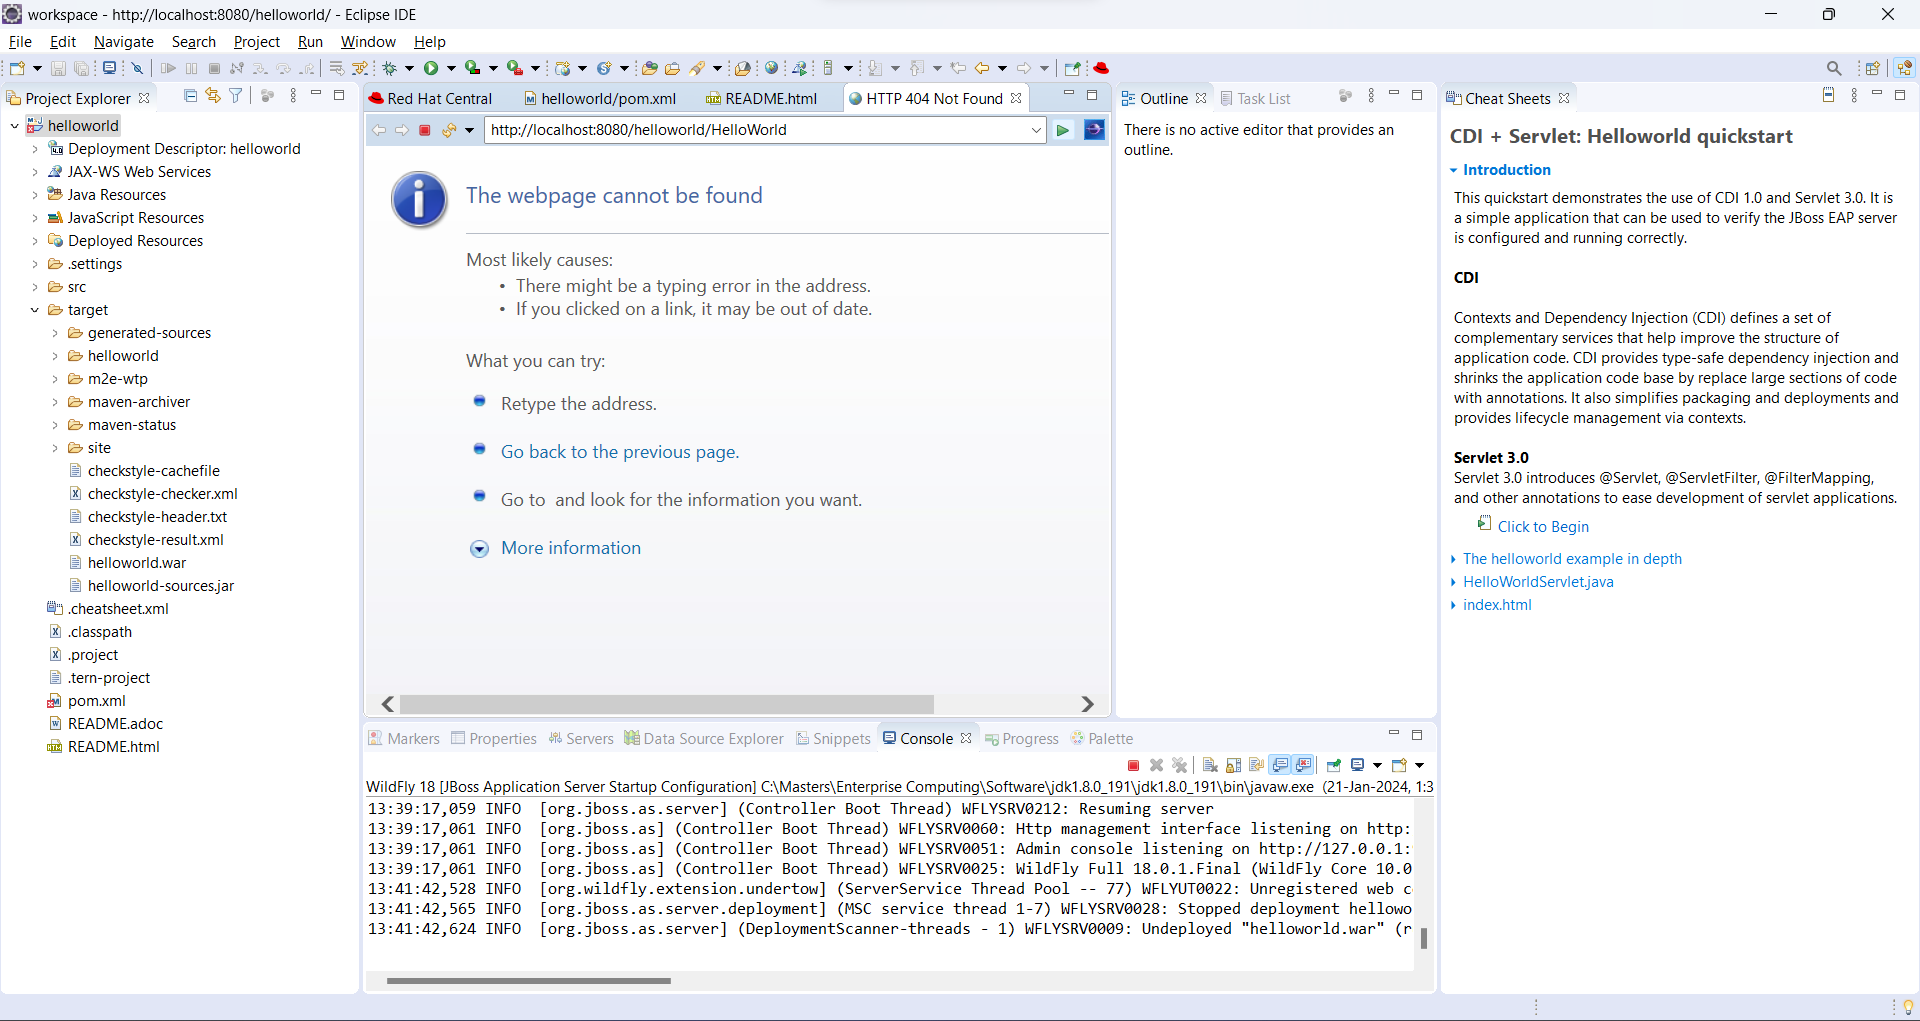 workspace - http://localhost:8080/helloworld/ - Eclipse IDE
File Edit Navigate Search Project Run Window Help
Project Explorer
helloworld
Deployment Descriptor: helloworld
JAX-WS Web Services
Java Resources
JavaScript Resources
Deployed Resources
.settings
src
target
generated-sources
helloworld
m2e-wtp
maven-archiver
maven-status
site
checkstyle-cachefile
checkstyle-checker.xml
checkstyle-header.txt
checkstyle-result.xml
helloworld.war
helloworld-sources.jar
.cheatsheet.xml
.classpath
.project
.tern-project
pom.xml
README.adoc
README.html
Red Hat Central helloworld/pom.xml README.html HTTP 404 Not Found
http://localhost:8080/helloworld/HelloWorld
The webpage cannot be found
Most likely causes:
• There might be a typing error in the address.
• If you clicked on a link, it may be out of date.
What you can try:
Retype the address.
Go back to the previous page.
Go to and look for the information you want.
More information
Outline Task List
There is no active editor that provides an
outline.
Cheat Sheets
CDI + Servlet: Helloworld quickstart
Introduction
This quickstart demonstrates the use of CDI 1.0 and Servlet 3.0. It is
a simple application that can be used to verify the JBoss EAP server
is configured and running correctly.
CDI
Contexts and Dependency Injection (CDI) defines a set of
complementary services that help improve the structure of
application code. CDI provides type-safe dependency injection and
shrinks the application code base by replace large sections of code
with annotations. It also simplifies packaging and deployments and
provides lifecycle management via contexts.
Servlet 3.0
Servlet 3.0 introduces @Servlet, @ServletFilter, @FilterMapping,
and other annotations to ease development of servlet applications.
Click to Begin
The helloworld example in depth
HelloWorldServlet.java
index.html
Markers Properties Servers Data Source Explorer Snippets Console Progress Palette
WildFly 18 [JBoss Application Server Startup Configuration] C:\Masters\Enterprise Computing\Software\jdk1.8.0_191\jdk1.8.0_191\bin\javaw.exe (21-Jan-2024, 1:3
13:39:17,059 INFO [org.jboss.as.server] (Controller Boot Thread) WFLYSRV0212: Resuming server
13:39:17,061 INFO [org.jboss.as] (Controller Boot Thread) WFLYSRV0060: Http management interface listening on http:
13:39:17,061 INFO [org.jboss.as] (Controller Boot Thread) WFLYSRV0051: Admin console listening on http://127.0.0.1:
13:39:17,061 INFO [org.jboss.as] (Controller Boot Thread) WFLYSRV0025: WildFly Full 18.0.1.Final (WildFly Core 10.0
13:41:42,528 INFO [org.wildfly.extension.undertow] (ServerService Thread Pool -- 77) WFLYUT0022: Unregistered web c
13:41:42,565 INFO [org.jboss.as.server.deployment] (MSC service thread 1-7) WFLYSRV0028: Stopped deployment hellowo
13:41:42,624 INFO [org.jboss.as.server] (DeploymentScanner-threads - 1) WFLYSRV0009: Undeployed "helloworld.war" (r